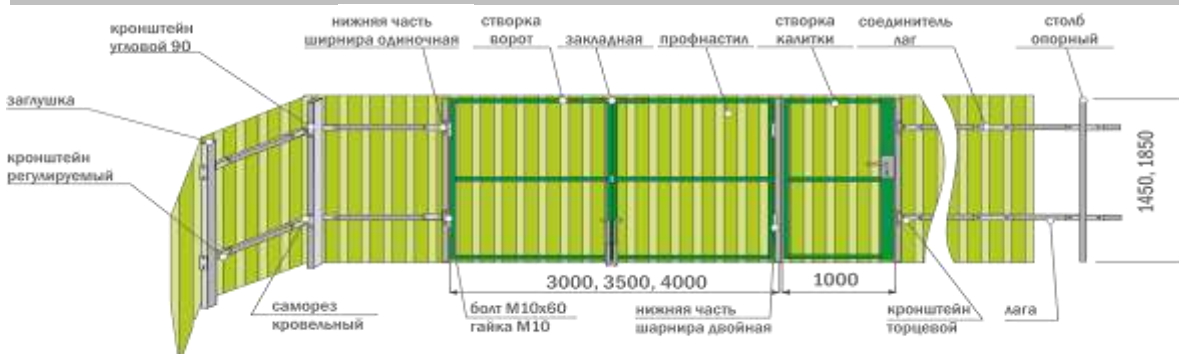 кронштейн
угловой 90
нижняя часть
ширнира одиночная
створка
ворот
закладная
профнастил
створка
калитки
соединитель
лаг
столб
опорный
заглушка
кронштейн
регулируемый
1450, 1850
3000, 3500, 4000
1000
саморез
кровельный
болт М10х60
гайка М10
нижняя часть
шарнира двойная
кронштейн
торцевой
лага